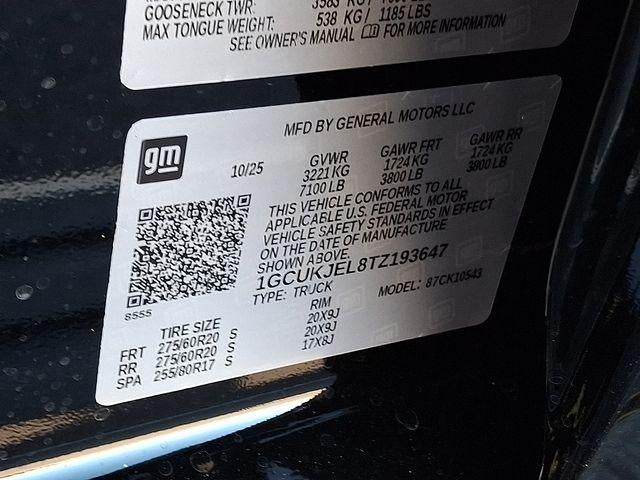 GOOSENECK TWR:
MAX TONGUE WEIGHT: 538 KG / 1185 LBS
SEE OWNER'S MANUAL FOR MORE INFORMATION
MFD BY GENERAL MOTORS LLC
gm
10/25
GVWR GAWR FRT GAWR RR
3221 KG 1724 KG 1724 KG
7100 LB 3800 LB 3800 LB
THIS VEHICLE CONFORMS TO ALL
APPLICABLE U.S. FEDERAL MOTOR
VEHICLE SAFETY STANDARDS IN EFFECT
ON THE DATE OF MANUFACTURE
SHOWN ABOVE.
1GCUKJEL8TZ193647
TYPE: TRUCK MODEL: 87CK10543
8555
TIRE SIZE RIM
FRT 275/60R20 S 20X9J
RR 275/60R20 S 20X9J
SPA 255/80R17 S 17X8J